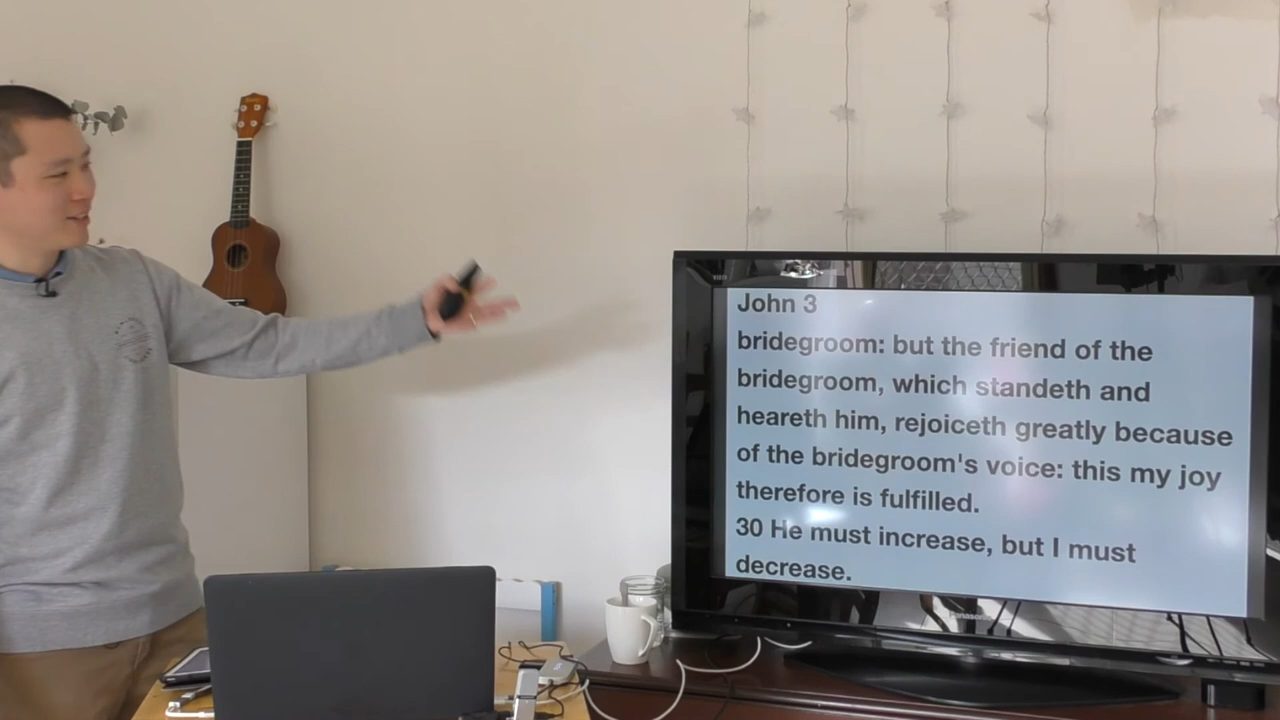 John 3
bridegroom: but the friend of the
bridegroom, which standeth and
heareth him, rejoiceth greatly because
of the bridegroom's voice: this my joy
therefore is fulfilled.
30 He must increase, but I must
decrease.
Panasonic